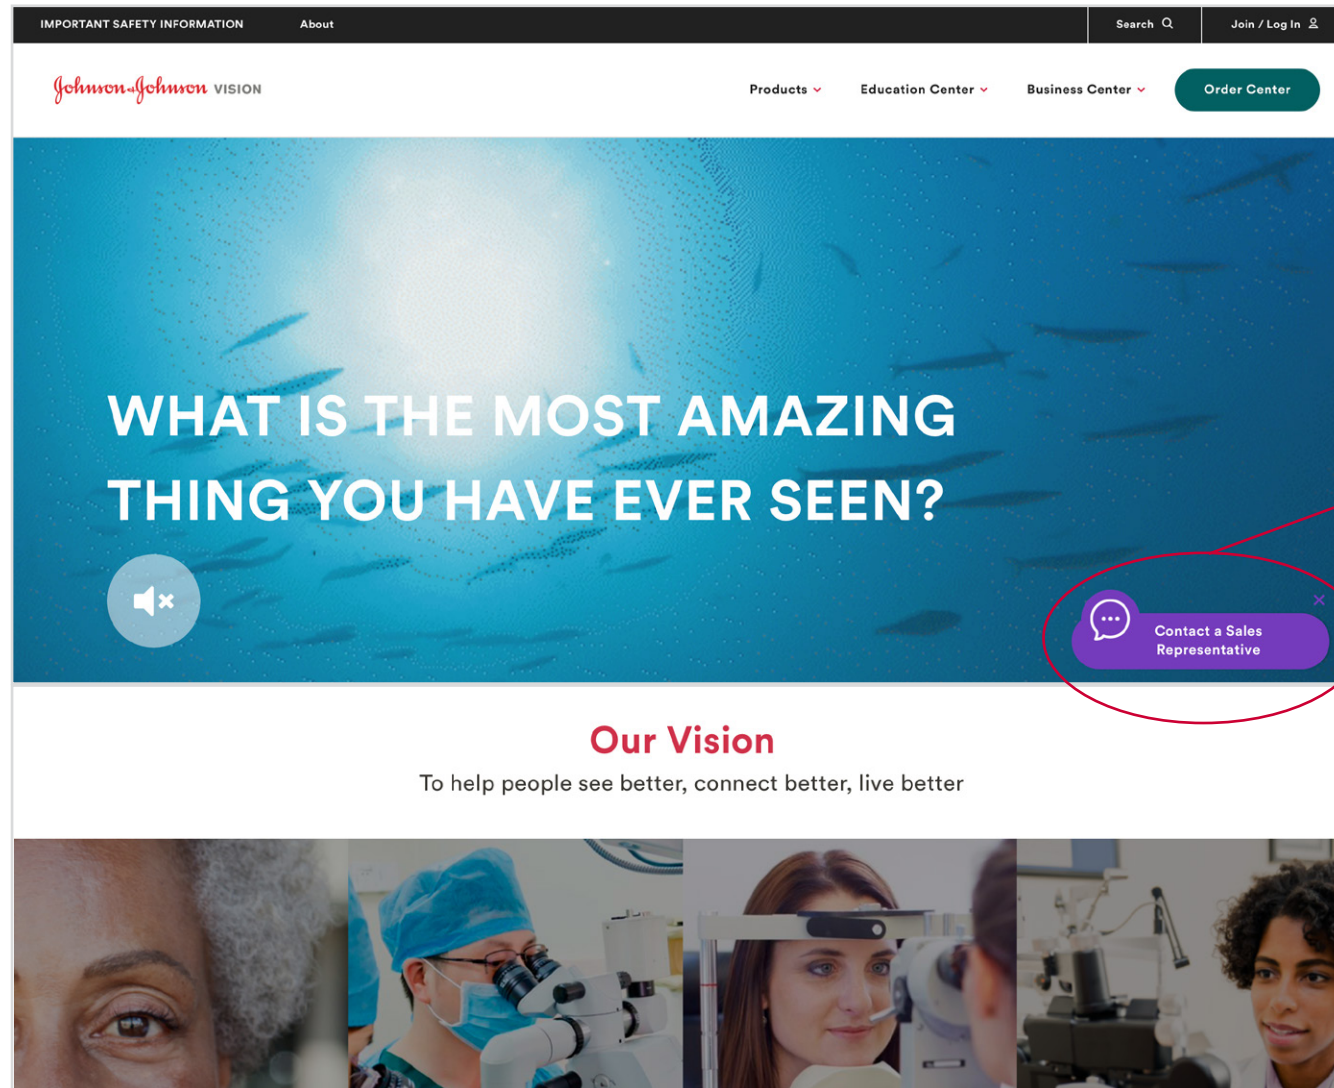 IMPORTANT SAFETY INFORMATION About Search Join / Log In
Johnson & Johnson VISION Products Education Center Business Center Order Center
WHAT IS THE MOST AMAZING
THING YOU HAVE EVER SEEN?
Contact a Sales
Representative
Our Vision
To help people see better, connect better, live better